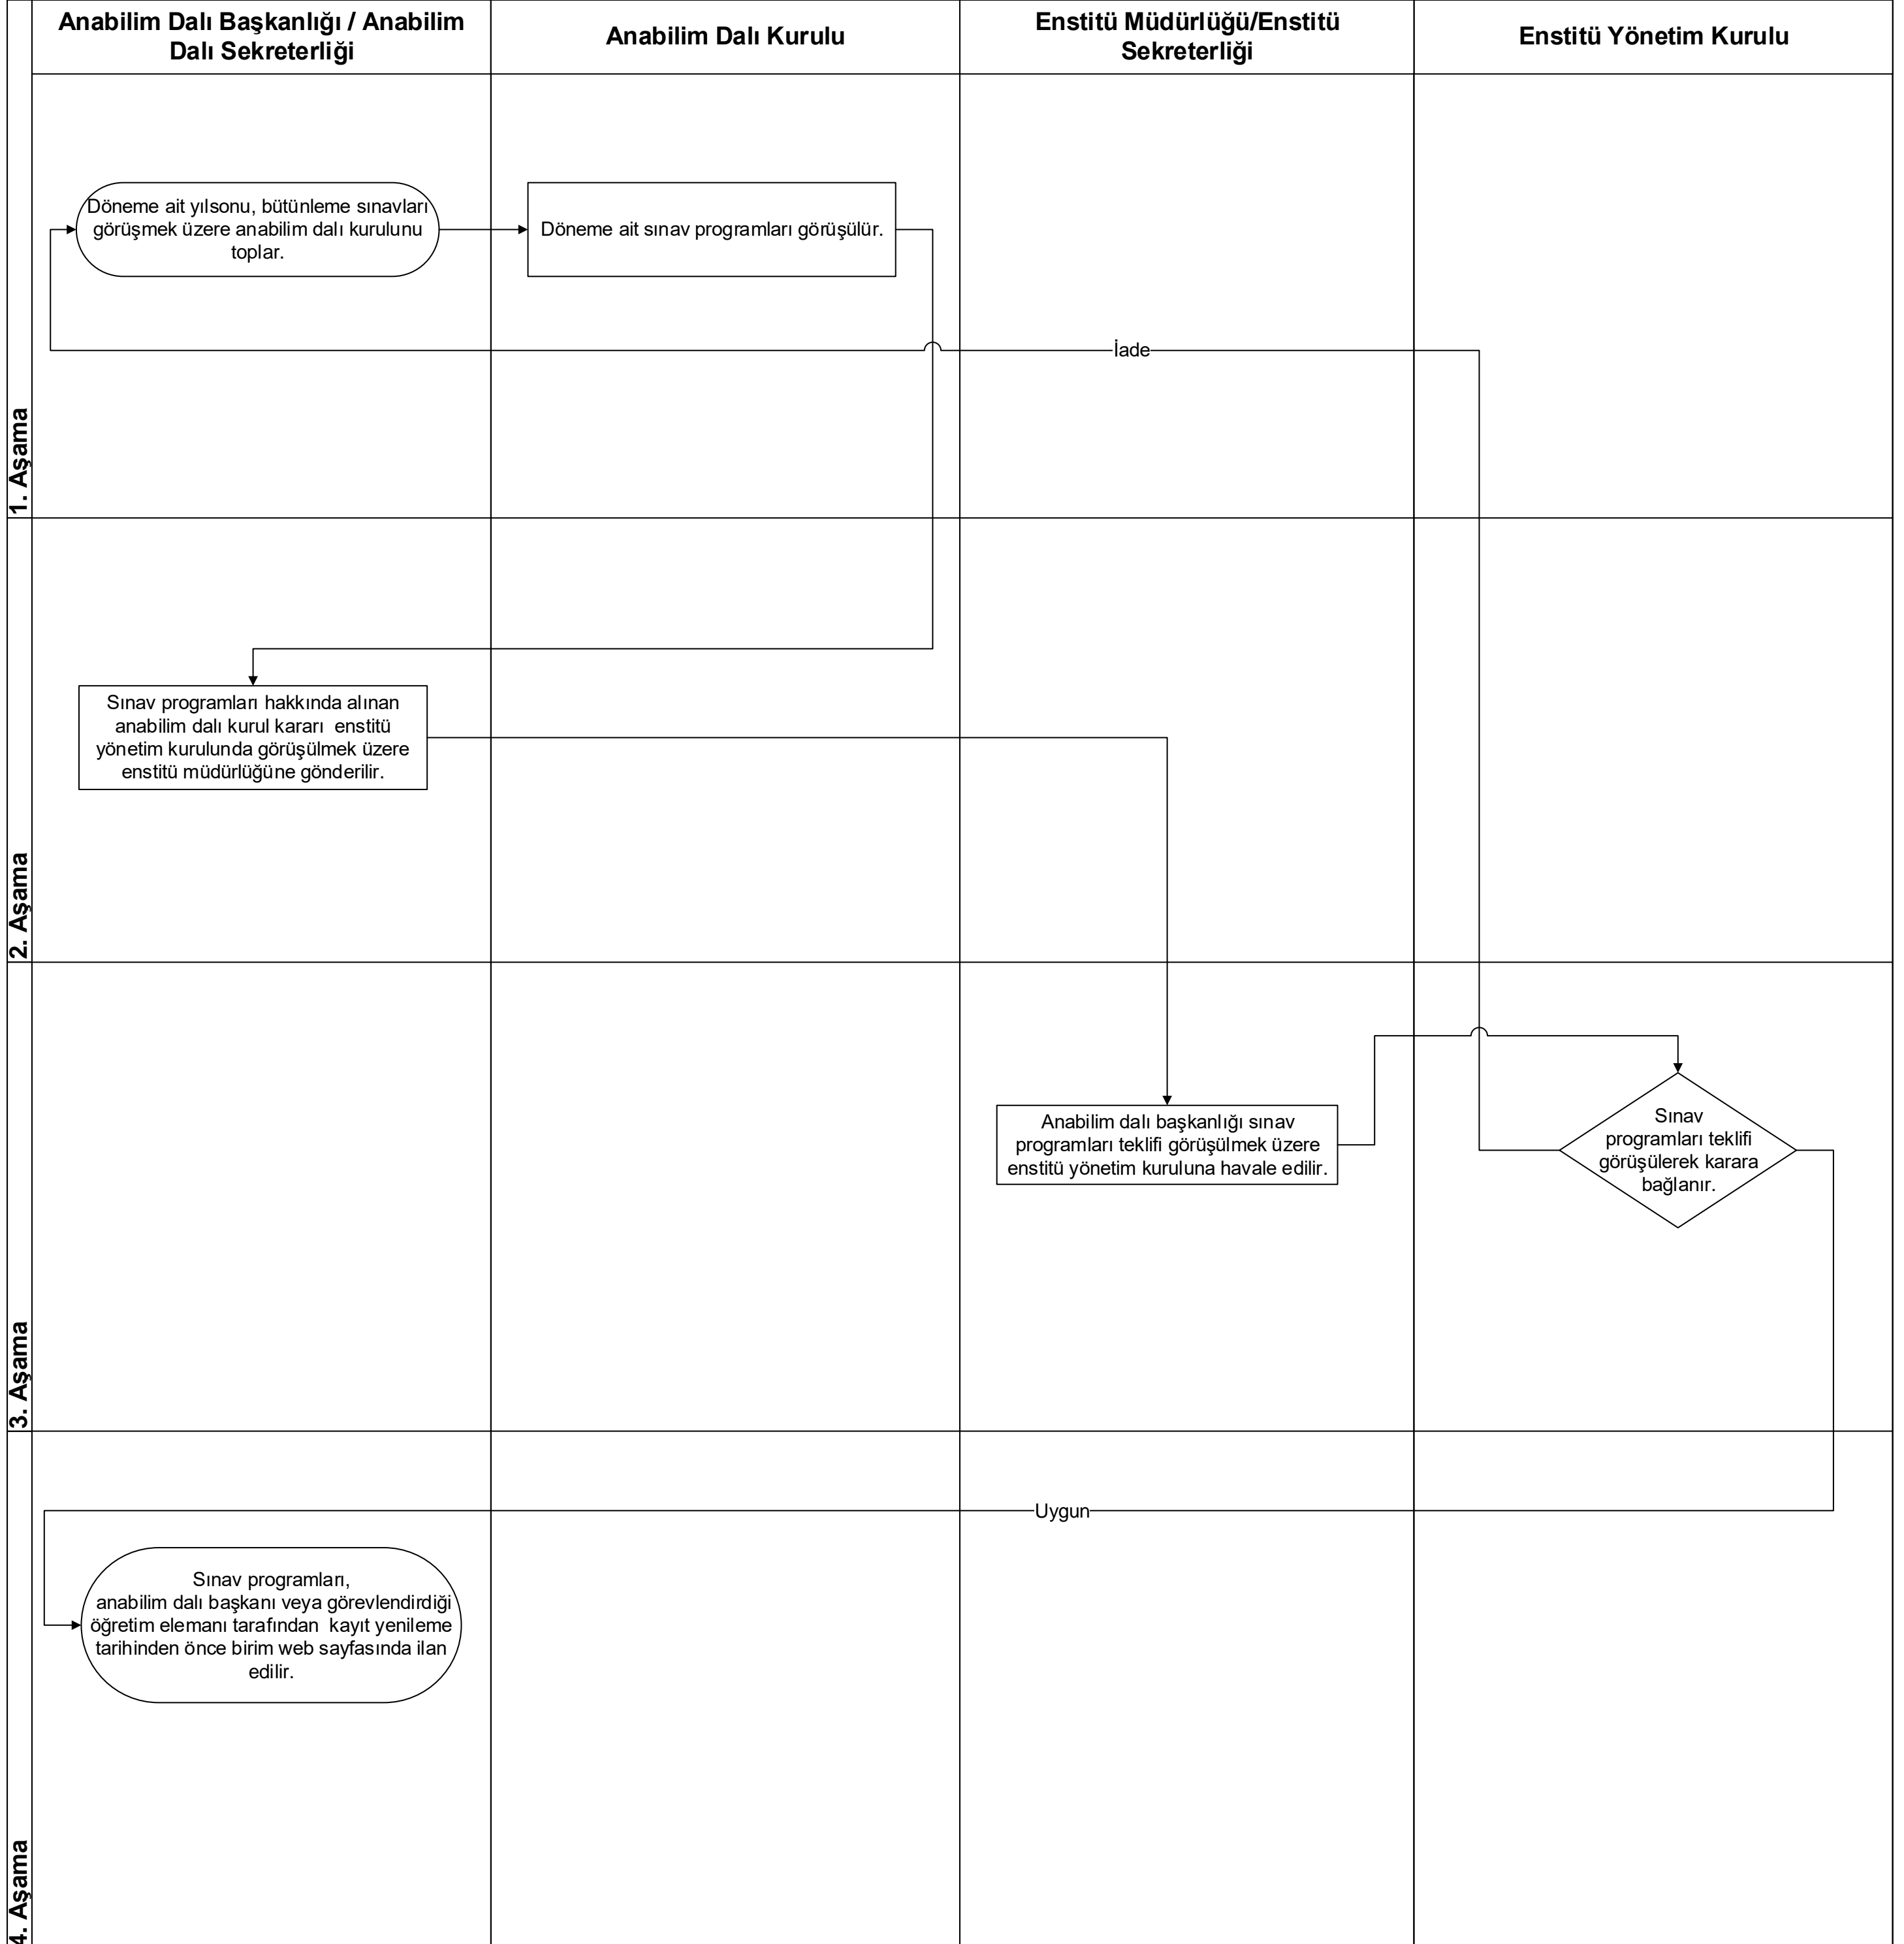 Anabilim Dalı Başkanlığı / Anabilim
Dalı Sekreterliği
Anabilim Dalı Kurulu
Enstitü Müdürlüğü/Enstitü
Sekreterliği
Enstitü Yönetim Kurulu
1. Aşama
Döneme ait yılsonu, bütünleme sınavları
görüşmek üzere anabilim dalı kurulunu
toplar.
Döneme ait sınav programları görüşülür.
İade
2. Aşama
Sınav programları hakkında alınan
anabilim dalı kurul kararı enstitü
yönetim kurulunda görüşülmek üzere
enstitü müdürlüğüne gönderilir.
3. Aşama
Anabilim dalı başkanlığı sınav
programları teklifi görüşülmek üzere
enstitü yönetim kuruluna havale edilir.
Sınav
programları teklifi
görüşülerek karara
bağlanır.
4. Aşama
Uygun
Sınav programları,
anabilim dalı başkanı veya görevlendirdiği
öğretim elemanı tarafından kayıt yenileme
tarihinden önce birim web sayfasında ilan
edilir.